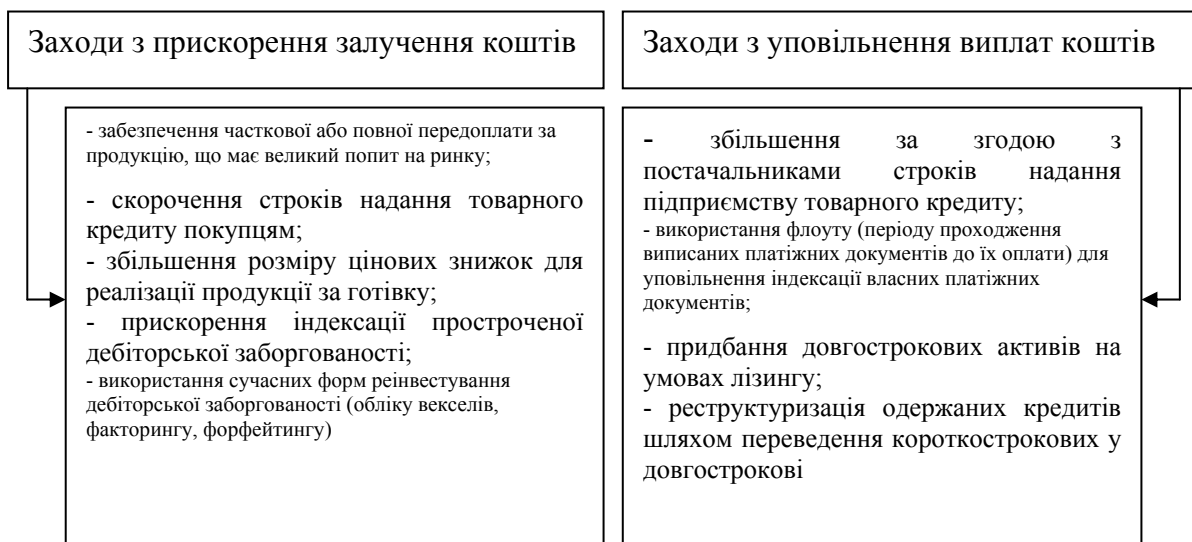 Заходи з прискорення залучення коштів
- забезпечення часткової або повної передоплати за
продукцію, що має великий попит на ринку;
- скорочення строків надання товарного
кредиту покупцям;
- збільшення розміру цінових знижок для
реалізації продукції за готівку;
- прискорення індексації простроченої
дебіторської заборгованості;
- використання сучасних форм реінвестування
дебіторської заборгованості (обліку векселів,
факторингу, форфейтингу)
Заходи з уповільнення виплат коштів
- збільшення за згодою з
постачальниками строків надання
підприємству товарного кредиту;
- використання флоуту (періоду проходження
виписаних платіжних документів до їх оплати) для
уповільнення індексації власних платіжних
документів;
- придбання довгострокових активів на
умовах лізингу;
- реструктуризація одержаних кредитів
шляхом переведення короткострокових у
довгострокові